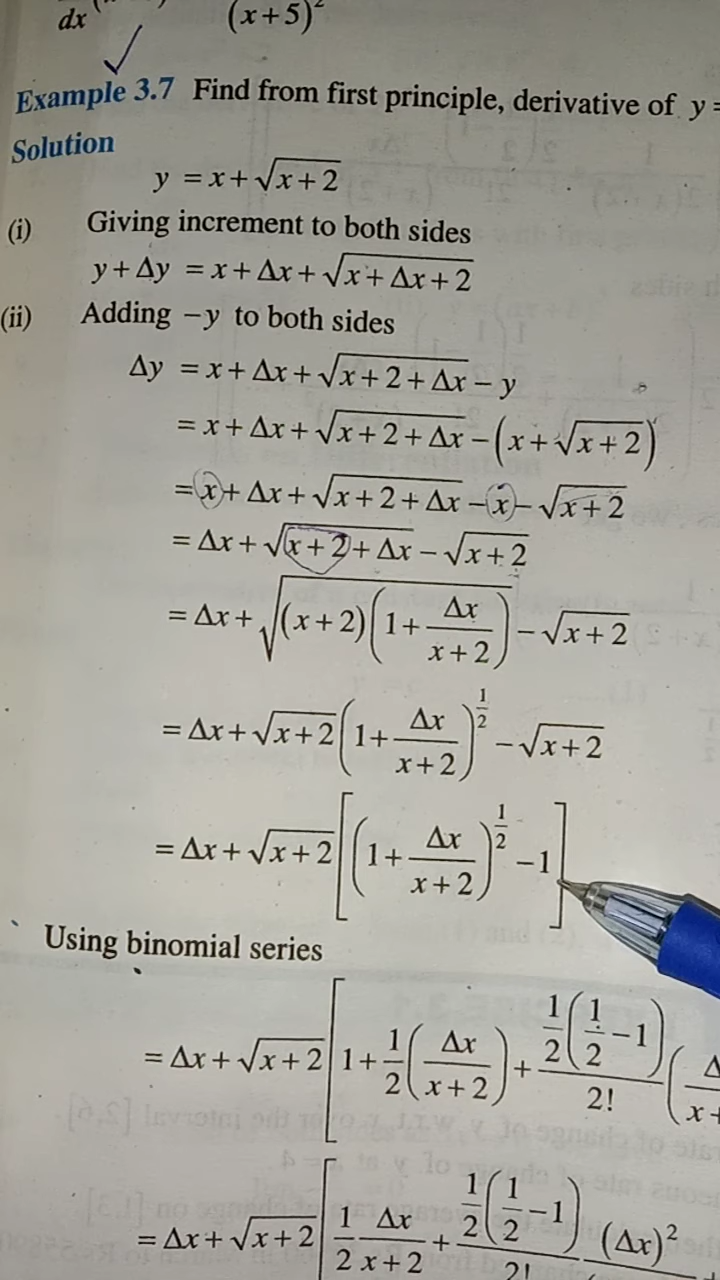 dx (x+5)²
Example 3.7 Find from first principle, derivative of y =
Solution
y = x + √(x+2)
(i) Giving increment to both sides
y + Δy = x + Δx + √(x + Δx + 2)
(ii) Adding −y to both sides
Δy = x + Δx + √(x + 2 + Δx) − y
= x + Δx + √(x + 2 + Δx) − (x + √(x+2))
= x + Δx + √(x + 2 + Δx) − x − √(x+2)
= Δx + √(x + 2 + Δx) − √(x+2)
= Δx + √((x+2)(1 + Δx/(x+2))) − √(x+2)
= Δx + √(x+2) (1 + Δx/(x+2))^(1/2) − √(x+2)
= Δx + √(x+2) [(1 + Δx/(x+2))^(1/2) − 1]
Using binomial series
= Δx + √(x+2) [1 + 1/2 (Δx/(x+2)) + 1/2(1/2 − 1)/2! (Δ/x+
= Δx + √(x+2) [1/2 Δx/(x+2) + 1/2(1/2 − 1)/2! (Δx)²